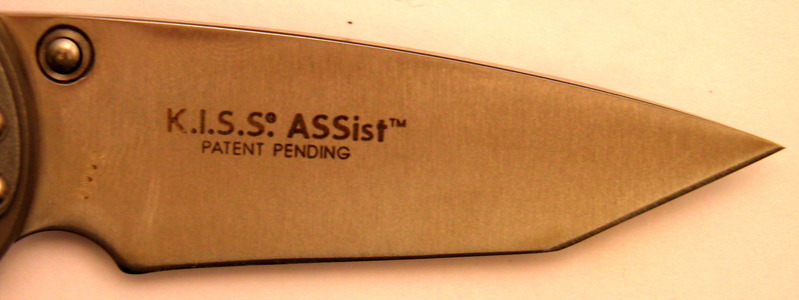 K.I.S.S.® ASSist™
PATENT PENDING